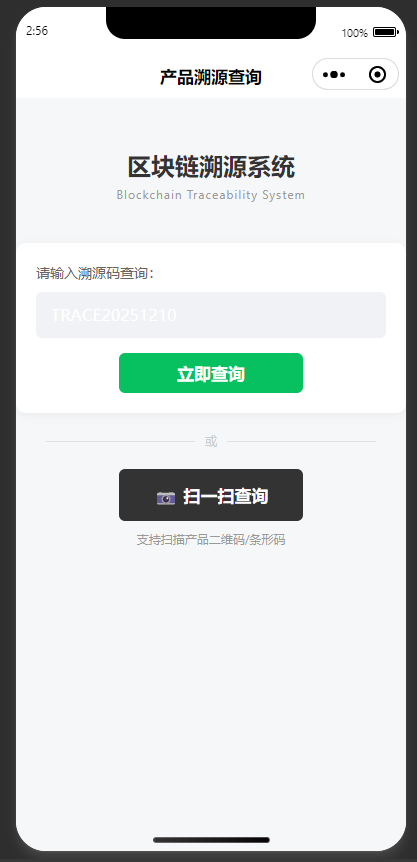 2:56
100%
产品溯源查询
区块链溯源系统
Blockchain Traceability System
请输入溯源码查询：
TRACE20251210
立即查询
或
扫一扫查询
支持扫描产品二维码/条形码